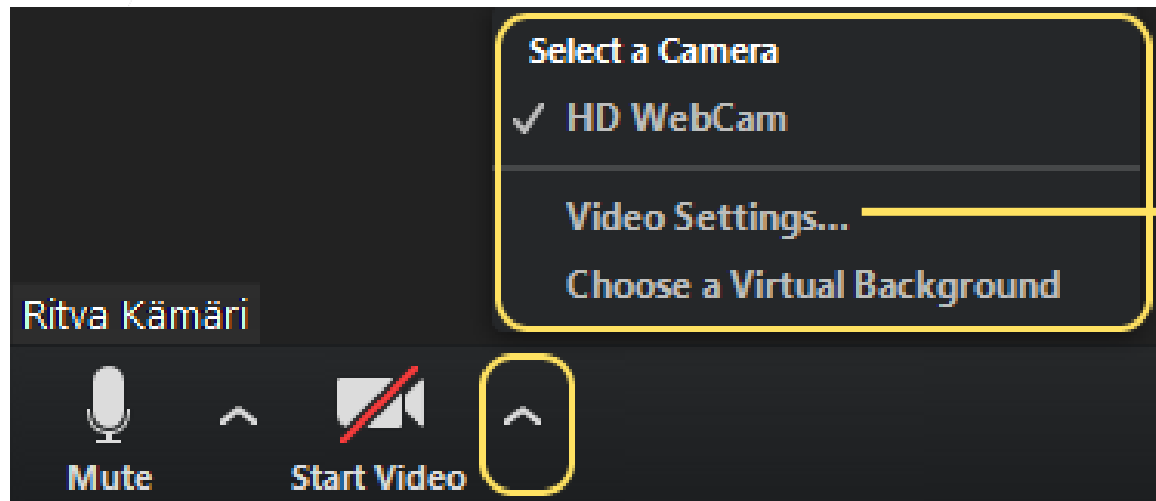 Select a Camera
✓ HD WebCam
Video Settings...
Choose a Virtual Background
Ritva Kämäri
Mute
Start Video